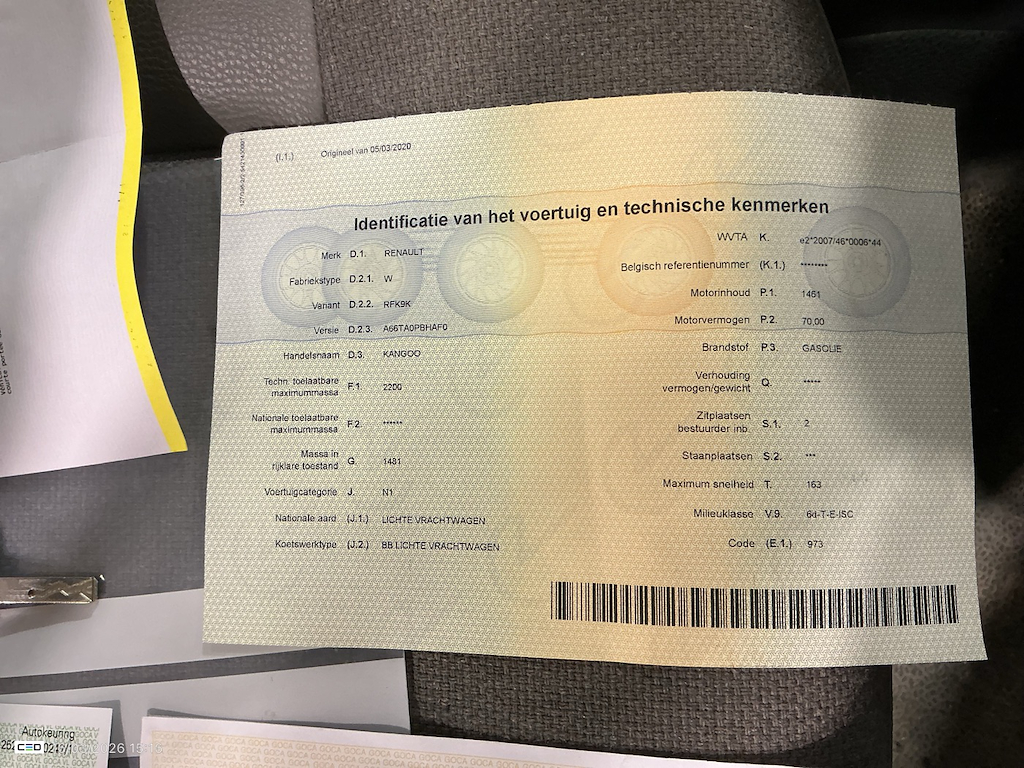 (I.1.) Origineel van 05/03/2020
Identificatie van het voertuig en technische kenmerken
Merk D.1. RENAULT
Fabriekstype D.2.1. W
Variant D.2.2. RFK9K
Versie D.2.3. A66TA0PBHAF0
Handelsnaam D.3. KANGOO
Techn. toelaatbare
maximummassa F.1. 2200
Nationale toelaatbare
maximummassa F.2. ******
Massa in
rijklare toestand G. 1481
Voertuigcategorie J. N1
Nationale aard (J.1.) LICHTE VRACHTWAGEN
Koetswerktype (J.2.) BB LICHTE VRACHTWAGEN
WVTA K. e2*2007/46*0006*44
Belgisch referentienummer (K.1.) ********
Motorinhoud P.1. 1461
Motorvermogen P.2. 70,00
Brandstof P.3. GASOLIE
Verhouding
vermogen/gewicht Q. *****
Zitplaatsen
bestuurder inb. S.1. 2
Staanplaatsen S.2. ***
Maximum snelheid T. 163
Milieuklasse V.9. 6d-T-E-ISC
Code (E.1.) 973
Autokeuring
CED